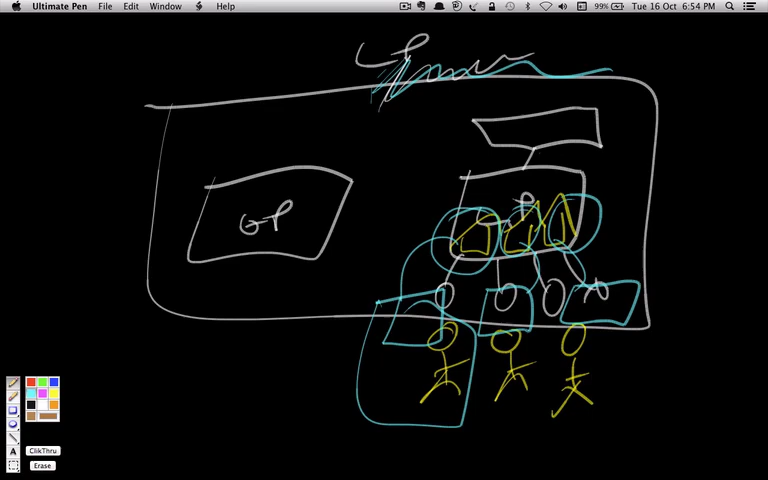 Ultimate Pen File Edit Window Help 99% Tue 16 Oct 6:54 PM
GP
P
A
ClikThru
Erase